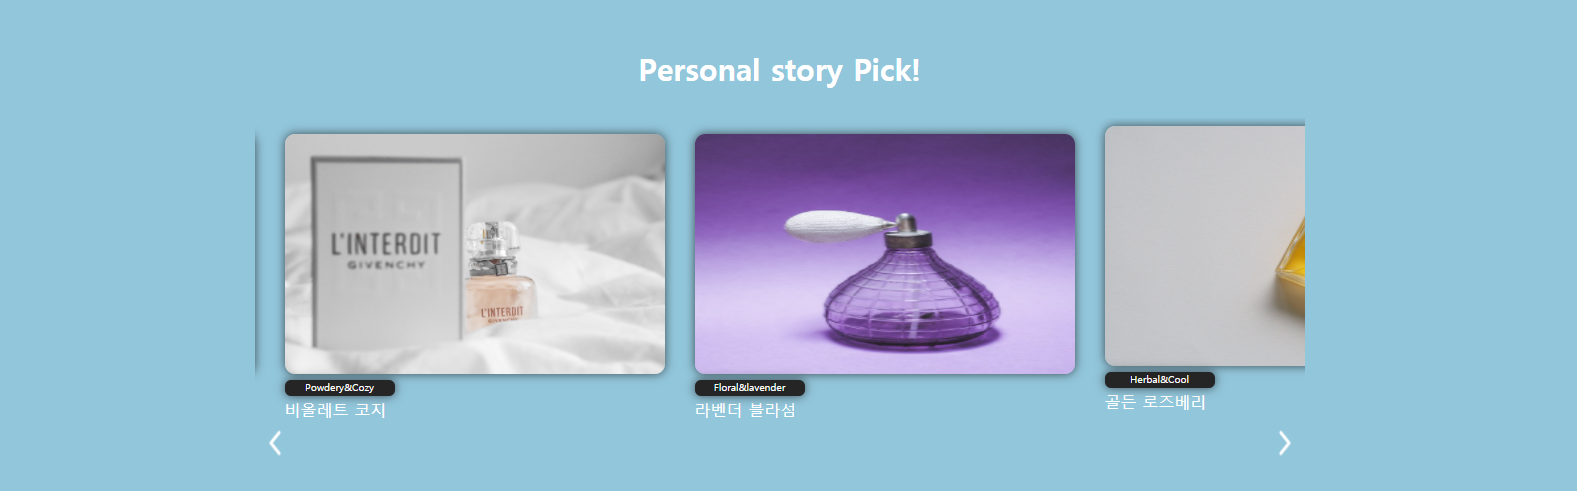 Personal story Pick!
L'INTERDIT
GIVENCHY
L'INTERDIT
GIVENCHY
Powdery&Cozy
비올레트 코지
Floral&lavender
라벤더 블라섬
Herbal&Cool
골든 로즈베리